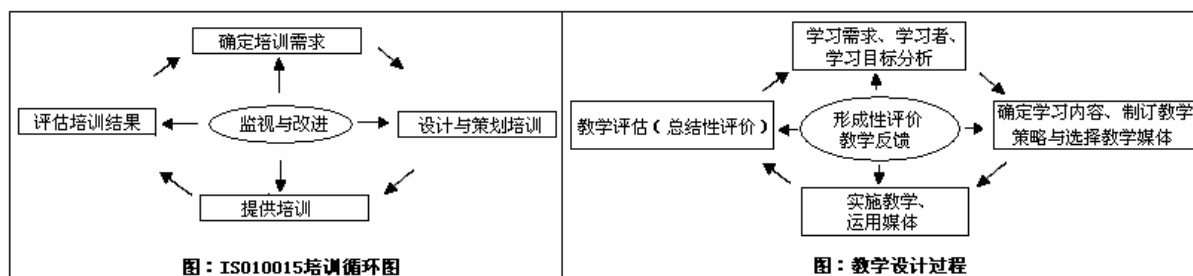 确定培训需求
评估培训结果
监视与改进
设计与策划培训
提供培训
图：ISO10015培训循环图
学习需求、学习者、
学习目标分析
教学评估（总结性评价）
形成性评价
教学反馈
确定学习内容、制订教学
策略与选择教学媒体
实施教学、
运用媒体
图：教学设计过程